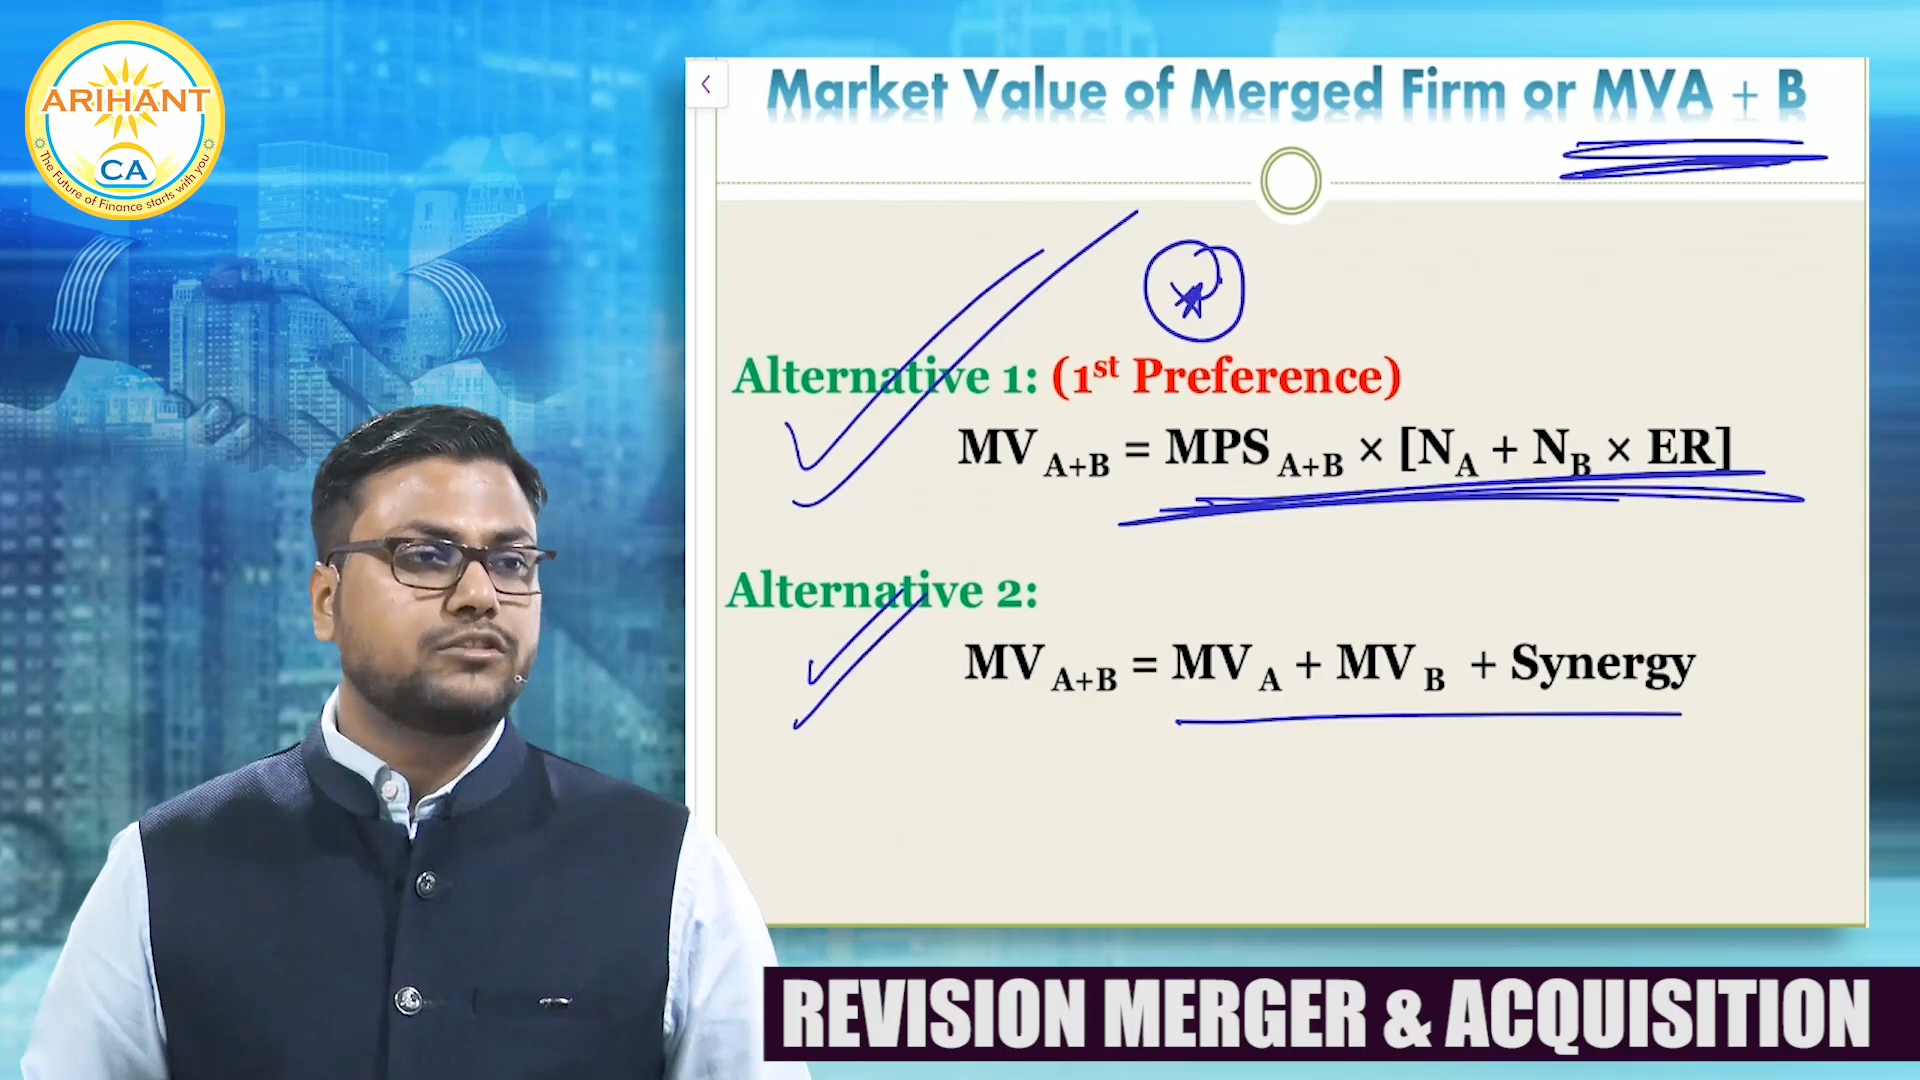 ARIHANT
CA
The Future of Finance starts with you
Market Value of Merged Firm or MVA + B
Alternative 1: (1st Preference)
MV A+B = MPS A+B × [NA + NB × ER]
Alternative 2:
MV A+B = MV A + MV B + Synergy
REVISION MERGER & ACQUISITION